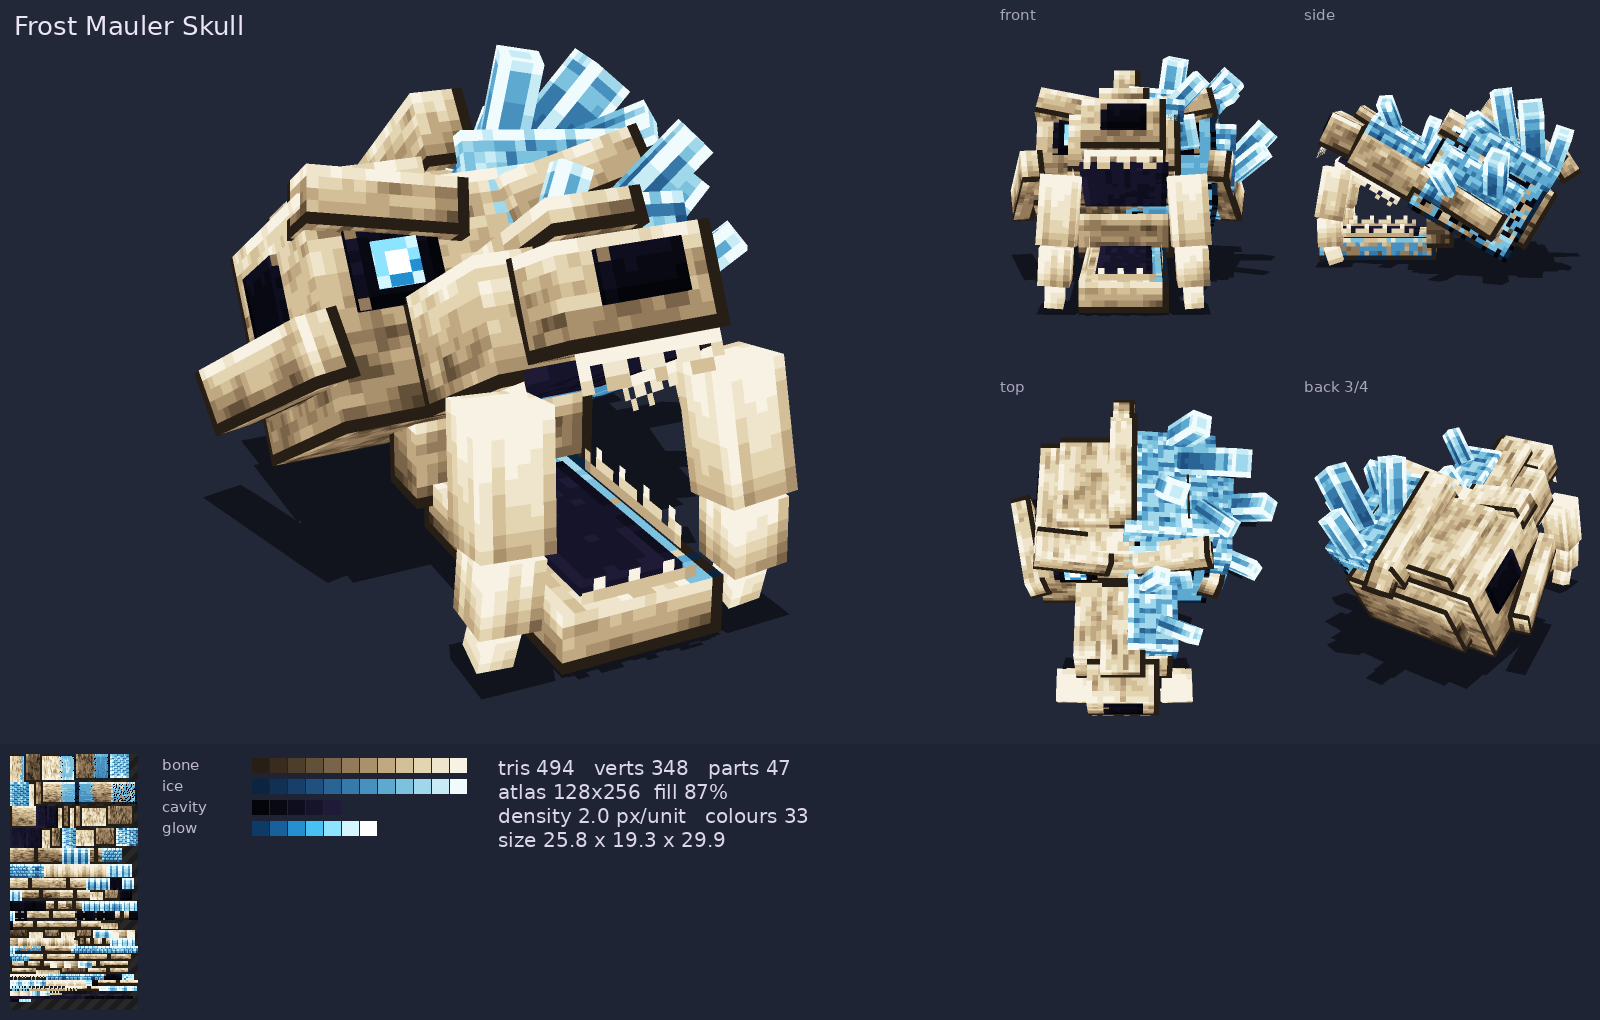 Frost Mauler Skull
front
side
top
back 3/4
bone
ice
cavity
glow
tris 494   verts 348   parts 47
atlas 128x256  fill 87%
density 2.0 px/unit   colours 33
size 25.8 x 19.3 x 29.9